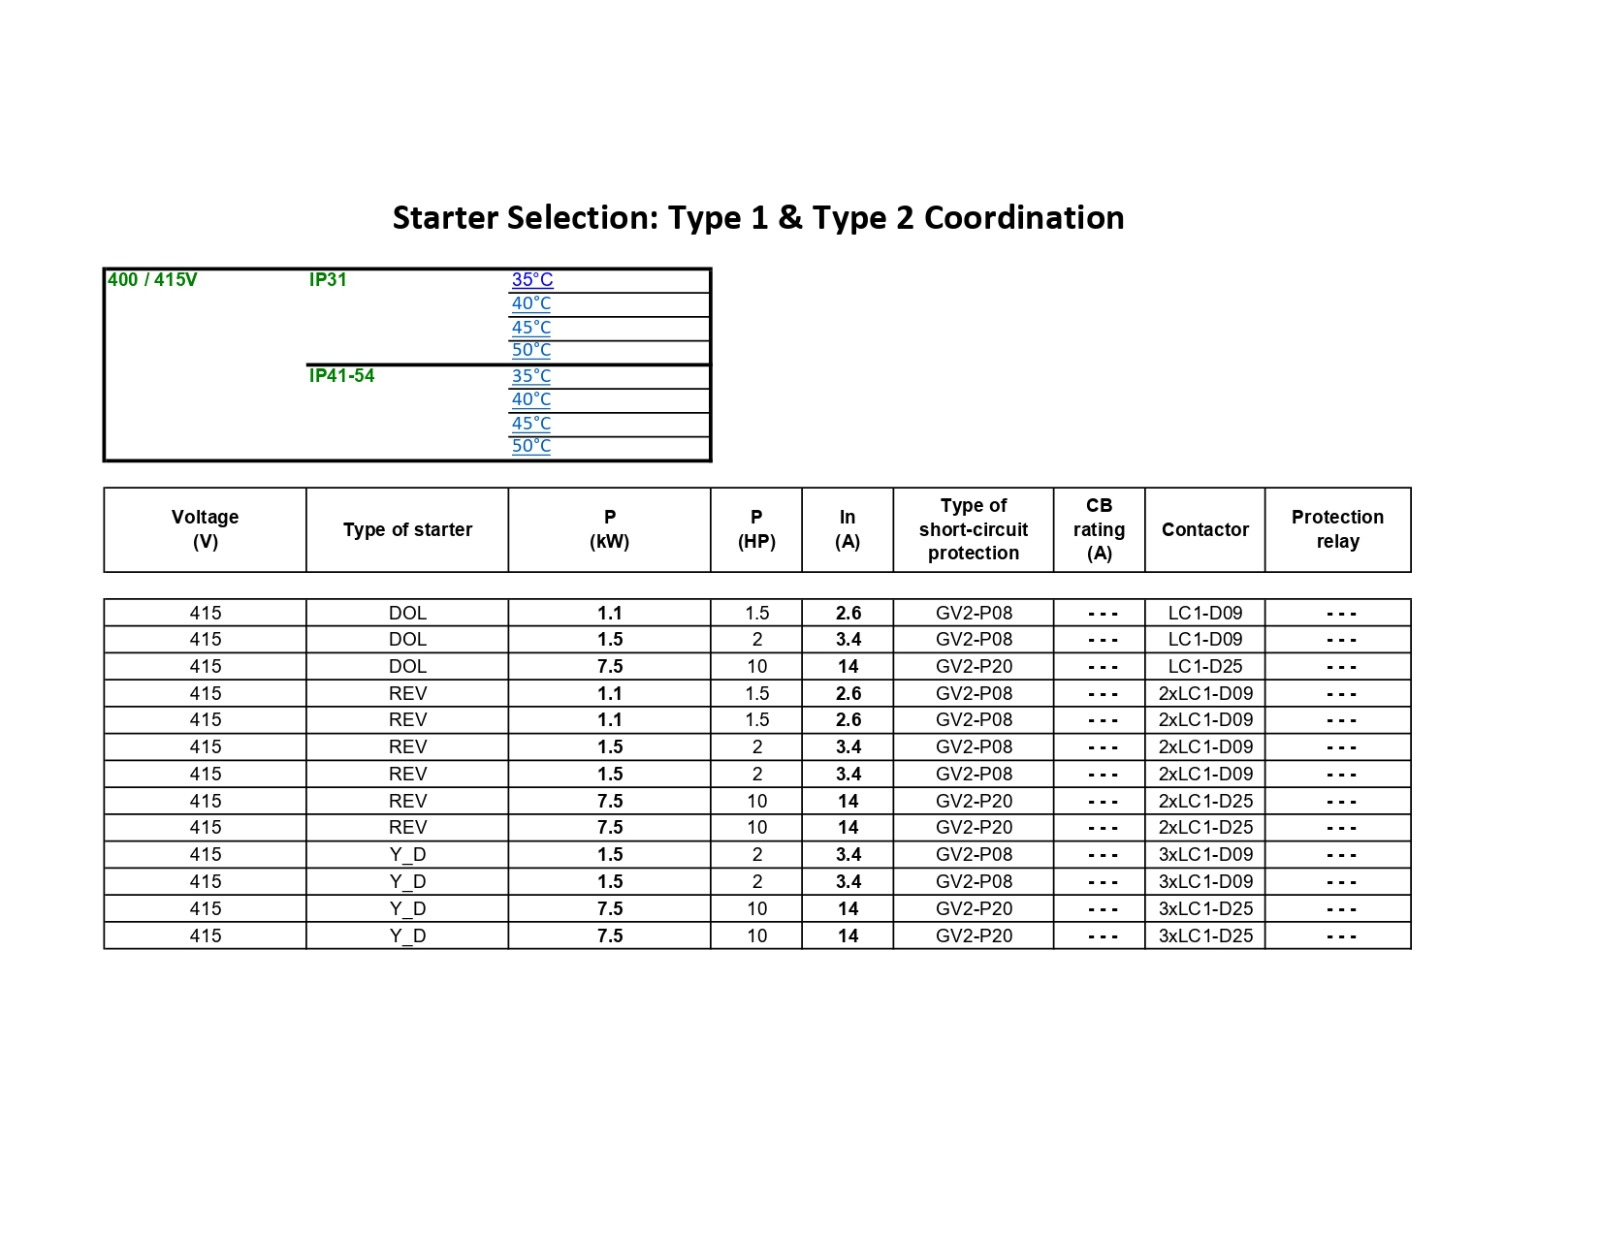 Starter Selection: Type 1 & Type 2 Coordination
400 / 415V IP31 35°C
40°C
45°C
50°C
IP41-54 35°C
40°C
45°C
50°C
Voltage (V) Type of starter P (kW) P (HP) In (A) Type of short-circuit protection CB rating (A) Contactor Protection relay
415 DOL 1.1 1.5 2.6 GV2-P08 - - - LC1-D09 - - -
415 DOL 1.5 2 3.4 GV2-P08 - - - LC1-D09 - - -
415 DOL 7.5 10 14 GV2-P20 - - - LC1-D25 - - -
415 REV 1.1 1.5 2.6 GV2-P08 - - - 2xLC1-D09 - - -
415 REV 1.1 1.5 2.6 GV2-P08 - - - 2xLC1-D09 - - -
415 REV 1.5 2 3.4 GV2-P08 - - - 2xLC1-D09 - - -
415 REV 1.5 2 3.4 GV2-P08 - - - 2xLC1-D09 - - -
415 REV 7.5 10 14 GV2-P20 - - - 2xLC1-D25 - - -
415 REV 7.5 10 14 GV2-P20 - - - 2xLC1-D25 - - -
415 Y_D 1.5 2 3.4 GV2-P08 - - - 3xLC1-D09 - - -
415 Y_D 1.5 2 3.4 GV2-P08 - - - 3xLC1-D09 - - -
415 Y_D 7.5 10 14 GV2-P20 - - - 3xLC1-D25 - - -
415 Y_D 7.5 10 14 GV2-P20 - - - 3xLC1-D25 - - -